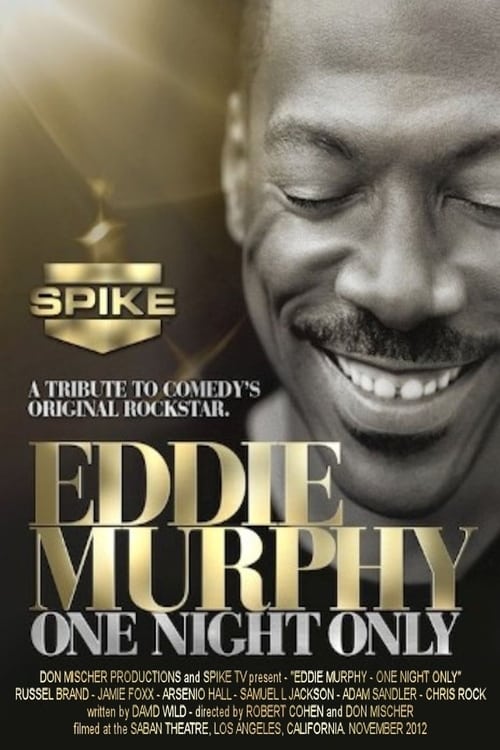 SPIKE
A TRIBUTE TO COMEDY'S
ORIGINAL ROCKSTAR.
EDDIE
MURPHY
ONE NIGHT ONLY
DON MISCHER PRODUCTIONS and SPIKE TV present - "EDDIE MURPHY - ONE NIGHT ONLY"
RUSSEL BRAND - JAMIE FOXX - ARSENIO HALL - SAMUEL L JACKSON - ADAM SANDLER - CHRIS ROCK
written by DAVID WILD - directed by ROBERT COHEN and DON MISCHER
filmed at the SABAN THEATRE, LOS ANGELES, CALIFORNIA. NOVEMBER 2012